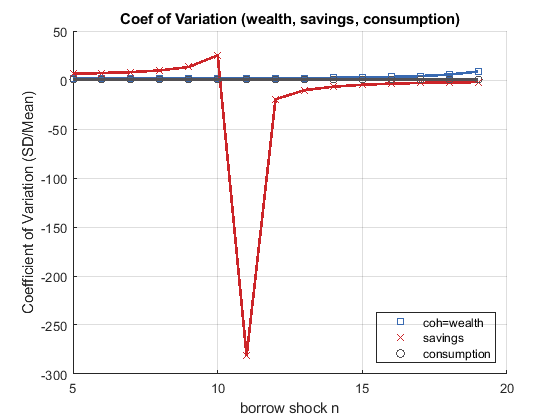 Coef of Variation (wealth, savings, consumption)
Coefficient of Variation (SD/Mean)
50
0
-50
-100
-150
-200
-250
-300
5
10
15
20
borrow shock n
coh=wealth
savings
consumption